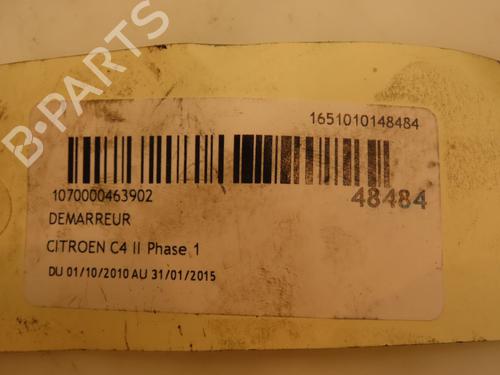 B-PARTS
1651010148484
1070000463902
48484
DEMARREUR
CITROEN C4 II Phase 1
DU 01/10/2010 AU 31/01/2015